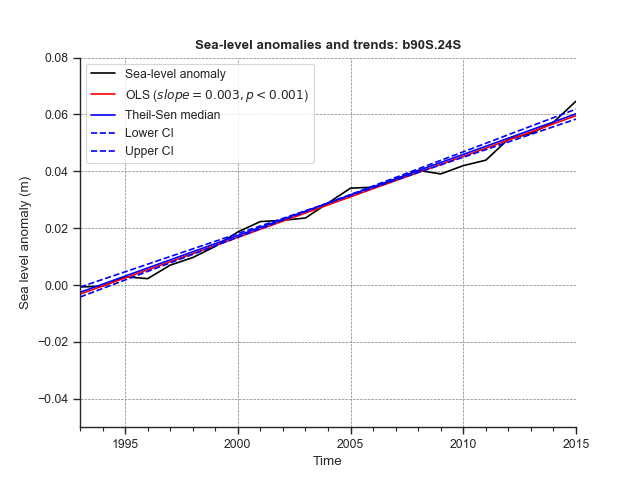 Sea-level anomalies and trends: b90S.24S
0.08
0.06
0.04
0.02
0.00
−0.02
−0.04
Sea level anomaly (m)
Sea-level anomaly
OLS (slope = 0.003, p < 0.001)
Theil-Sen median
Lower CI
Upper CI
1995
2000
2005
2010
2015
Time